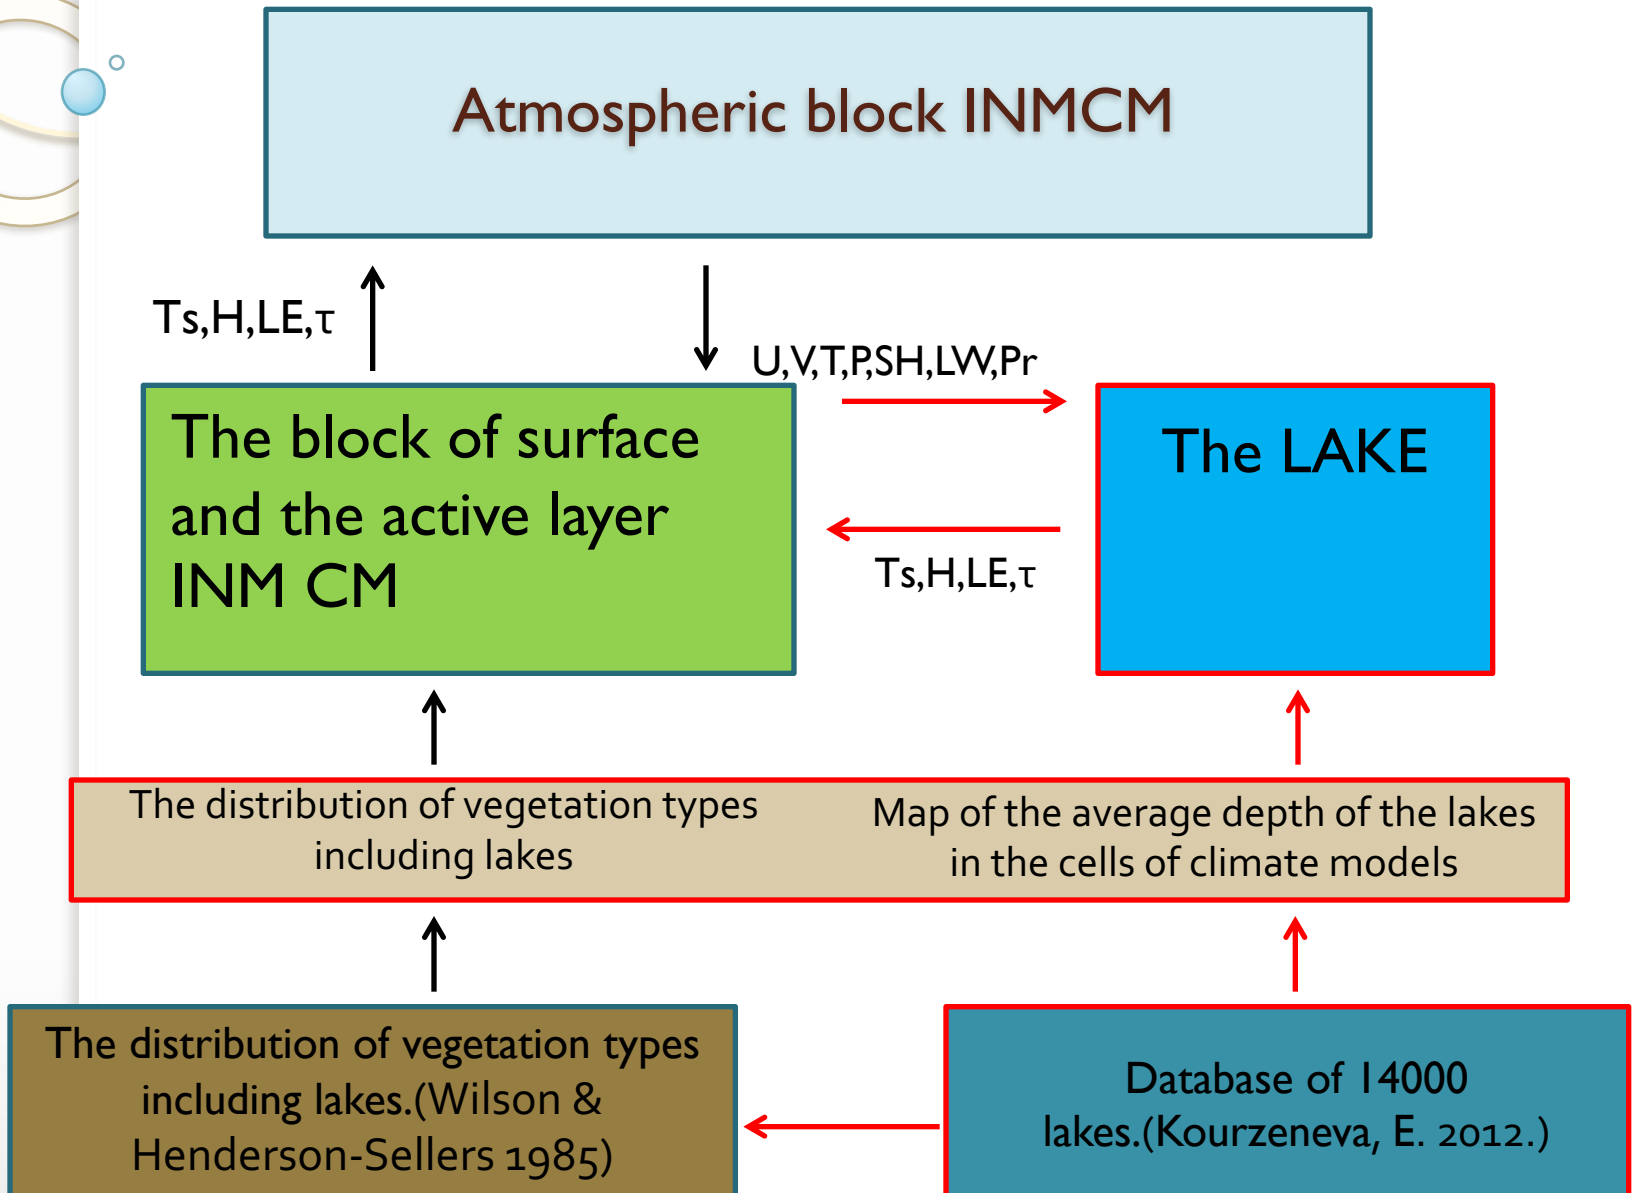 Atmospheric block INMCM
Ts,H,LE,τ
U,V,T,P,SH,LW,Pr
The block of surface
and the active layer
INM CM
The LAKE
Ts,H,LE,τ
The distribution of vegetation types
including lakes
Map of the average depth of the lakes
in the cells of climate models
The distribution of vegetation types
including lakes.(Wilson &
Henderson-Sellers 1985)
Database of 14000
lakes.(Kourzeneva, E. 2012.)